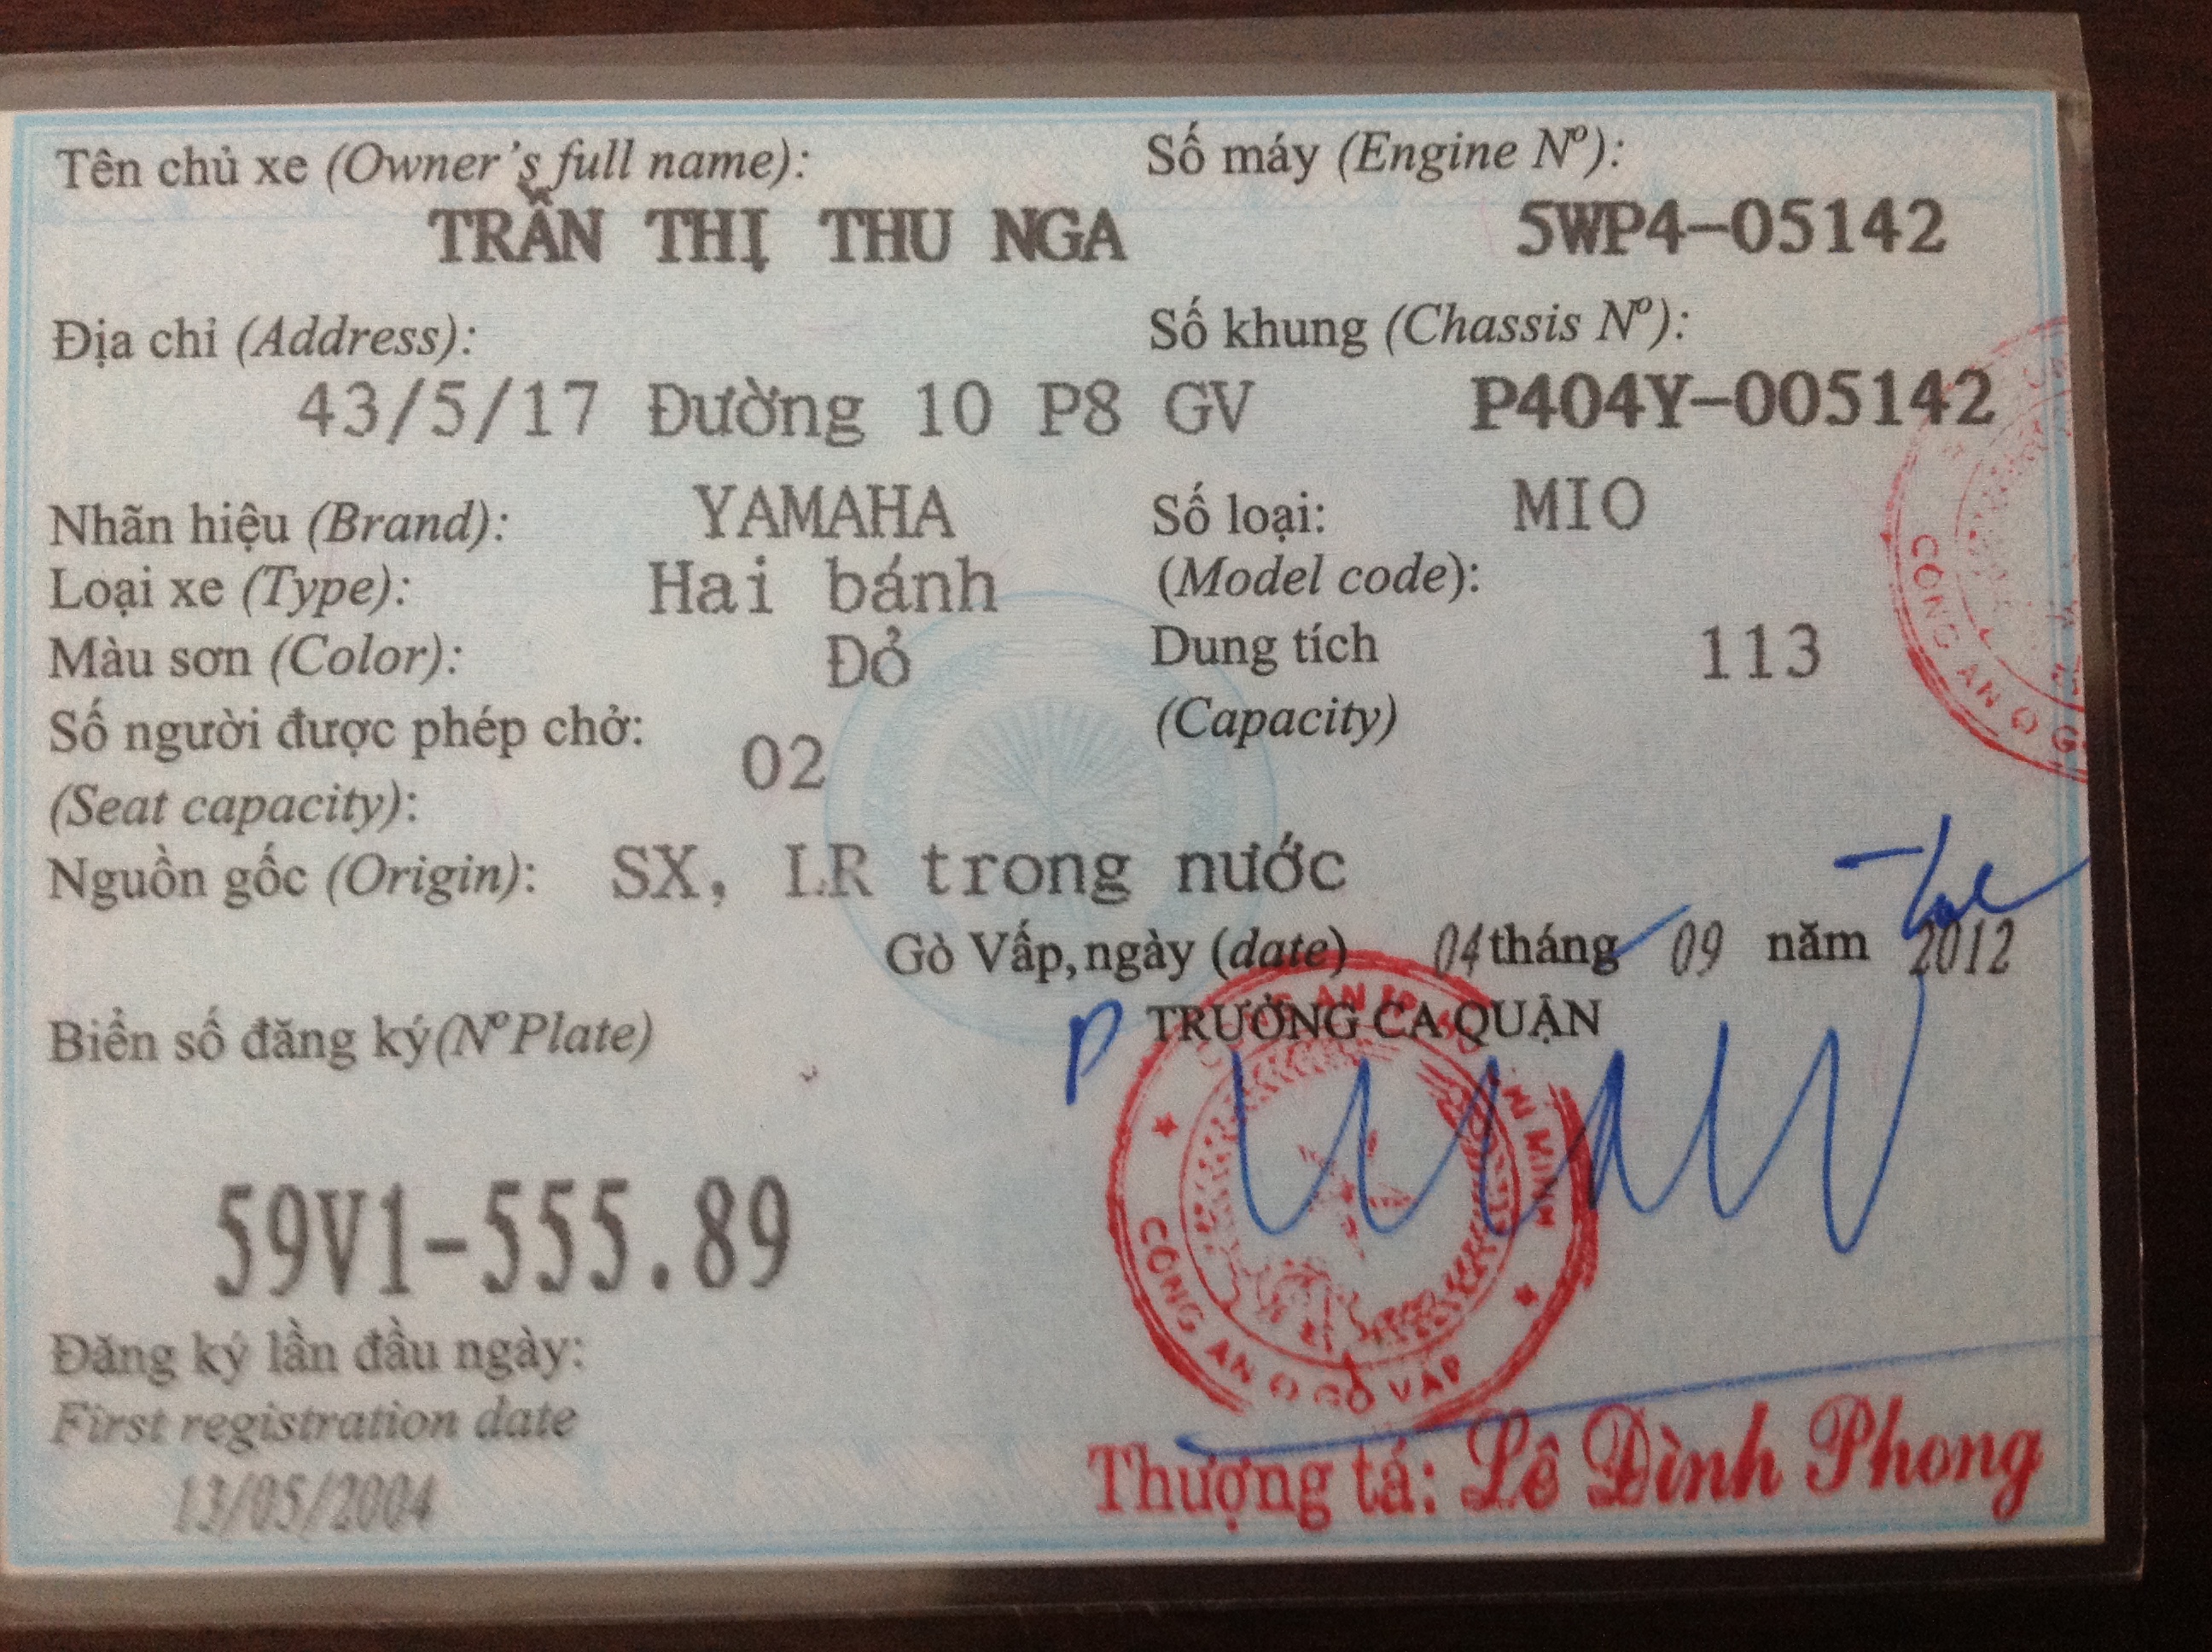 Tên chủ xe (Owner's full name):
TRẦN THỊ THU NGA
Số máy (Engine Nº):
5WP4-05142
Địa chỉ (Address):
43/5/17 Đường 10 P8 GV
Số khung (Chassis Nº):
P404Y-005142
Nhãn hiệu (Brand): YAMAHA
Số loại: MIO
(Model code):
Loại xe (Type): Hai bánh
Màu sơn (Color): Đỏ
Dung tích 113
(Capacity)
Số người được phép chở: 02
(Seat capacity):
Nguồn gốc (Origin): SX, LR trong nước
Gò Vấp, ngày (date) 04 tháng 09 năm 2012
TRƯỞNG CA QUẬN
Biển số đăng ký (Nº Plate)
59V1-555.89
Đăng ký lần đầu ngày:
First registration date
13/05/2004
CÔNG AN Q GÒ VẤP
Thượng tá: Lê Đình Phong
CÔNG AN Q G